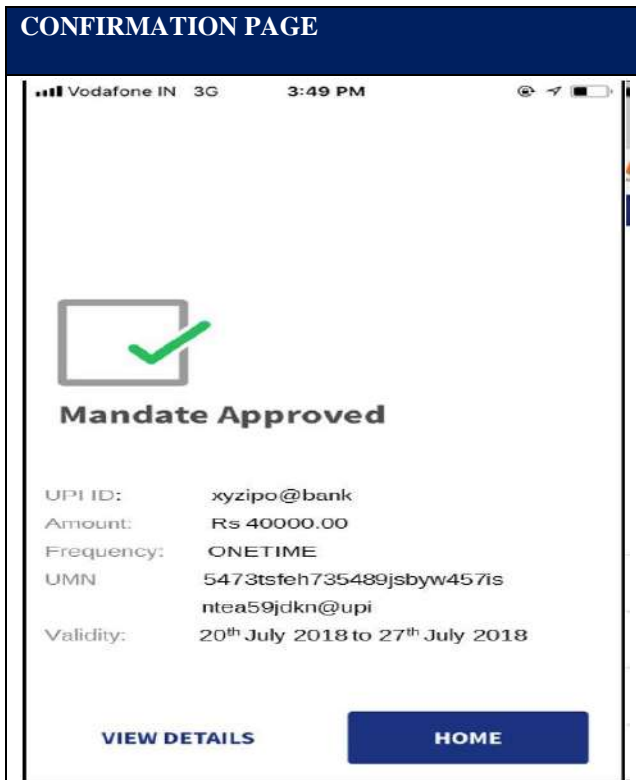 CONFIRMATION PAGE
Vodafone IN 3G 3:49 PM
Mandate Approved
UPI ID: xyzipo@bank
Amount: Rs 40000.00
Frequency: ONETIME
UMN 5473tsfeh735489jsbyw457is
ntea59jdkn@upi
Validity: 20th July 2018 to 27th July 2018
VIEW DETAILS HOME